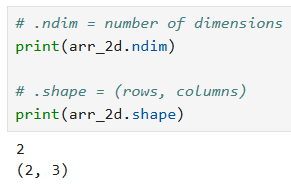 # .ndim = number of dimensions
print(arr_2d.ndim)
# .shape = (rows, columns)
print(arr_2d.shape)
2
(2, 3)